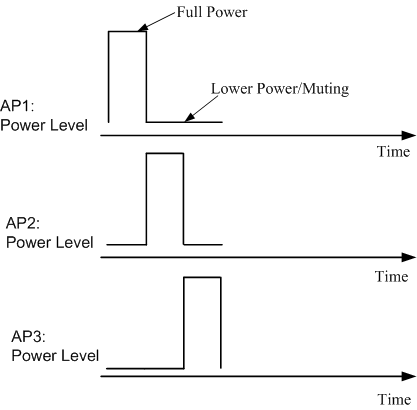 Full Power
Lower Power/Muting
AP1:
Power Level
Time
AP2:
Power Level
Time
AP3:
Power Level
Time